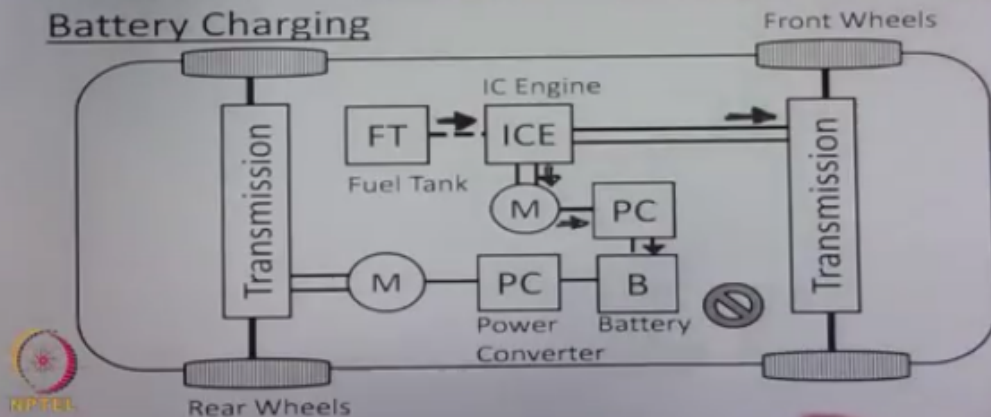 Battery Charging
Front Wheels
IC Engine
FT
ICE
Fuel Tank
Transmission
Transmission
M
PC
M
PC
B
Power
Converter
Battery
Rear Wheels
NPTEL